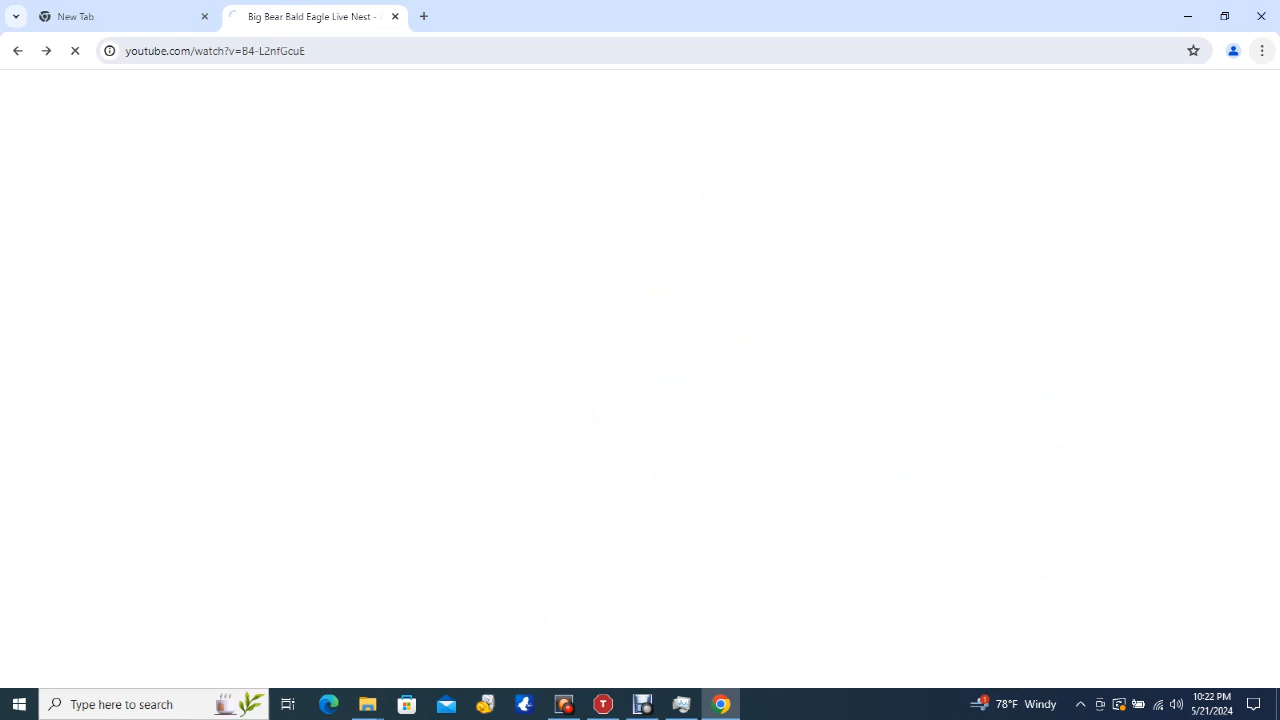 New Tab
Big Bear Bald Eagle Live Nest -
youtube.com/watch?v=B4-L2nfGcuE
Type here to search
T
78°F Windy
10:22 PM
5/21/2024